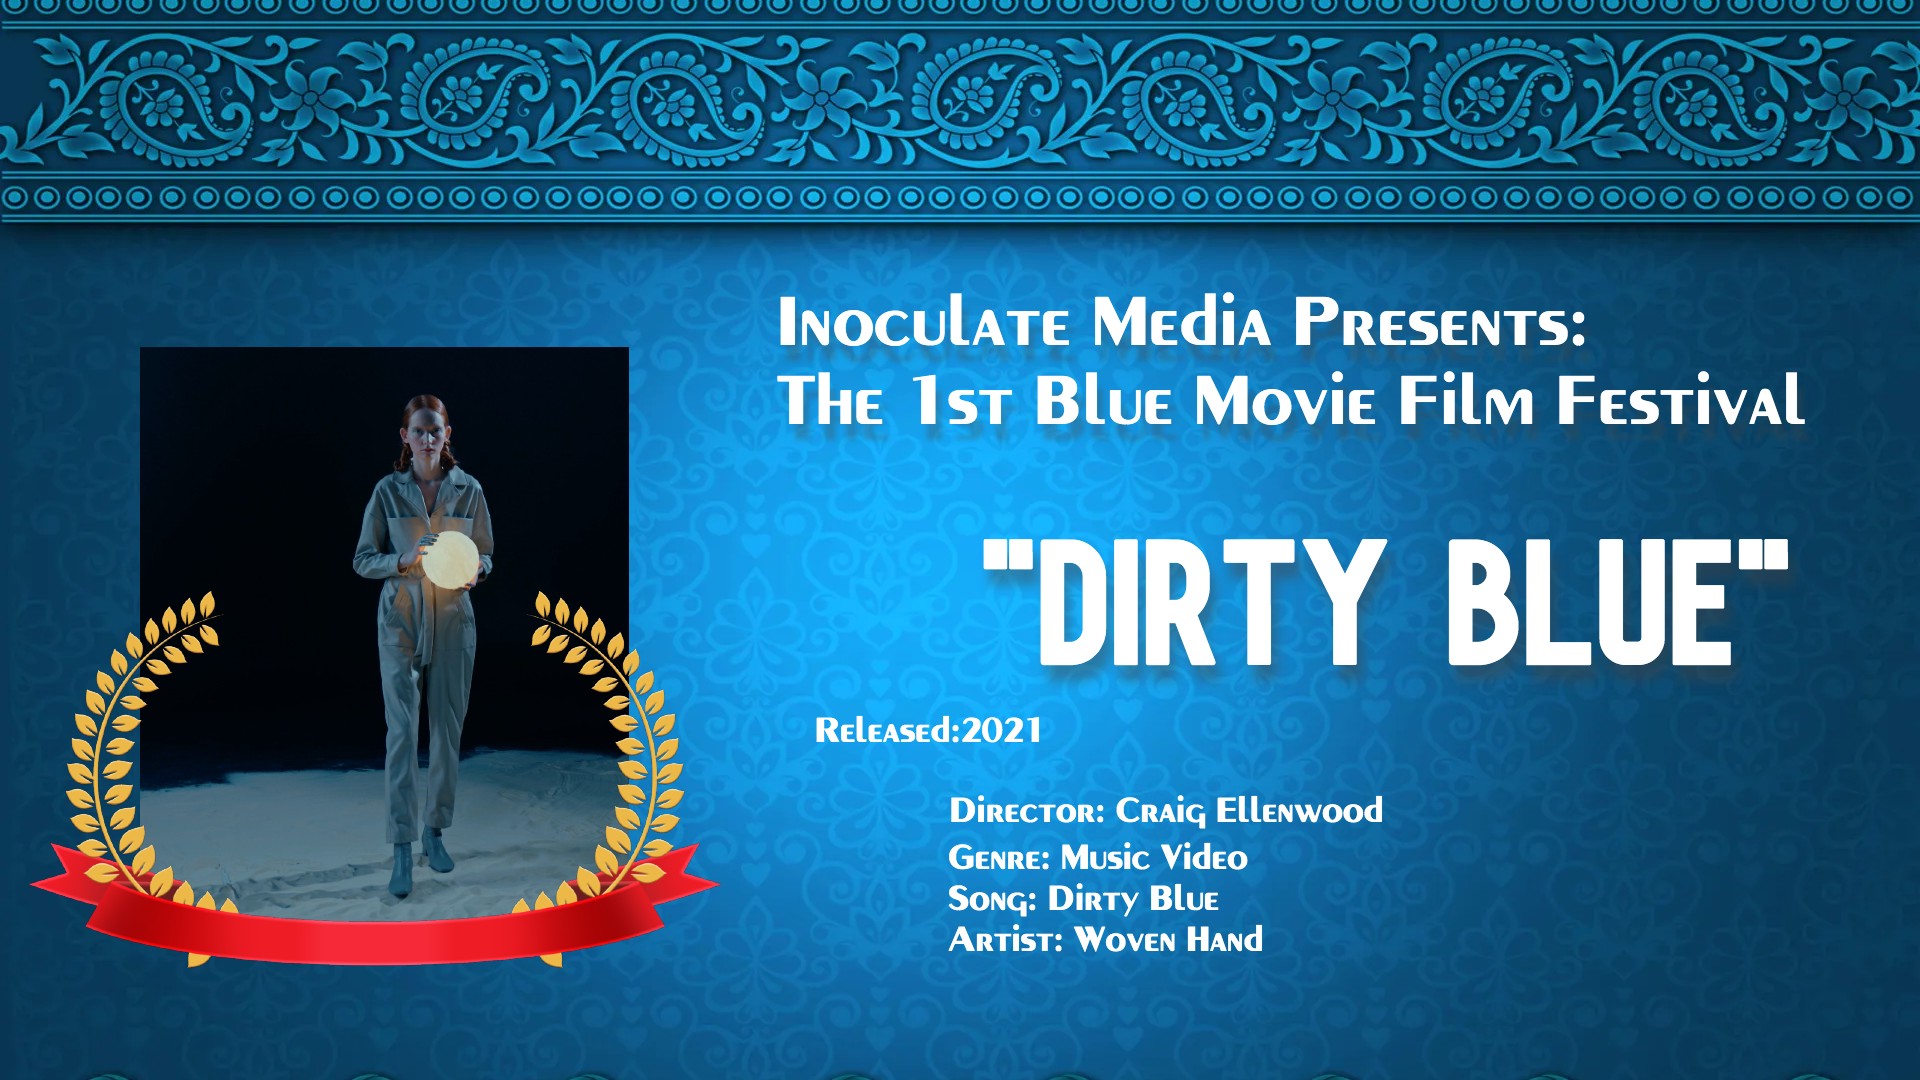 Inoculate Media Presents:
The 1st Blue Movie Film Festival
"DIRTY BLUE"
Released:2021
Director: Craig Ellenwood
Genre: Music Video
Song: Dirty Blue
Artist: Woven Hand